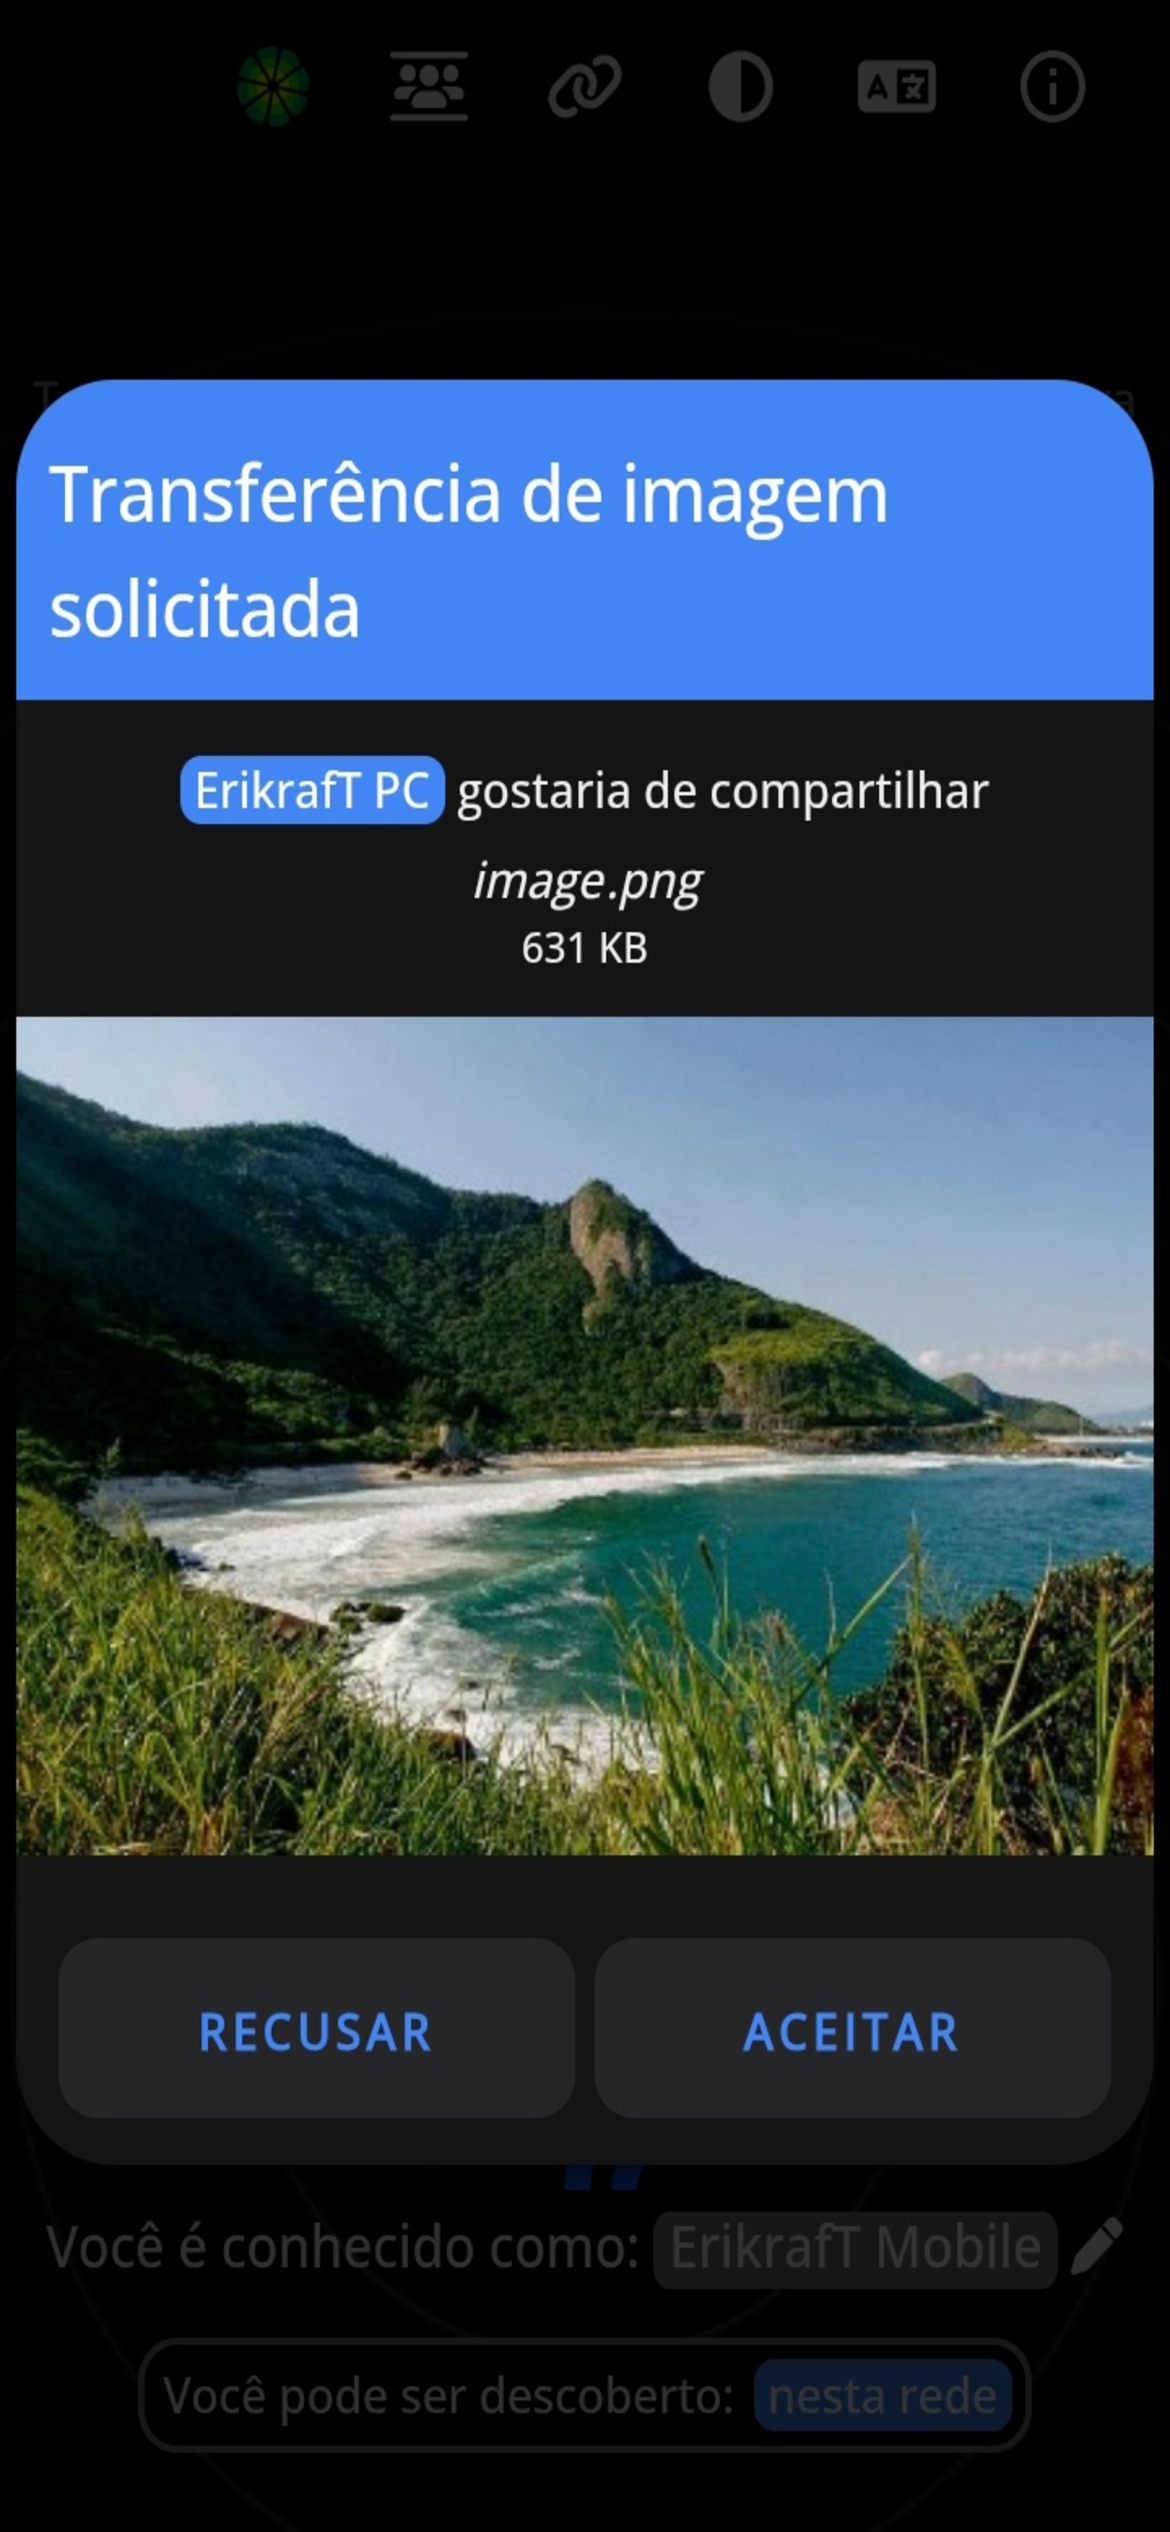 Transferência de imagem
solicitada
ErikrafT PC gostaria de compartilhar
image.png
631 KB
RECUSAR
ACEITAR
Você é conhecido como: ErikrafT Mobile
Você pode ser descoberto: nesta rede